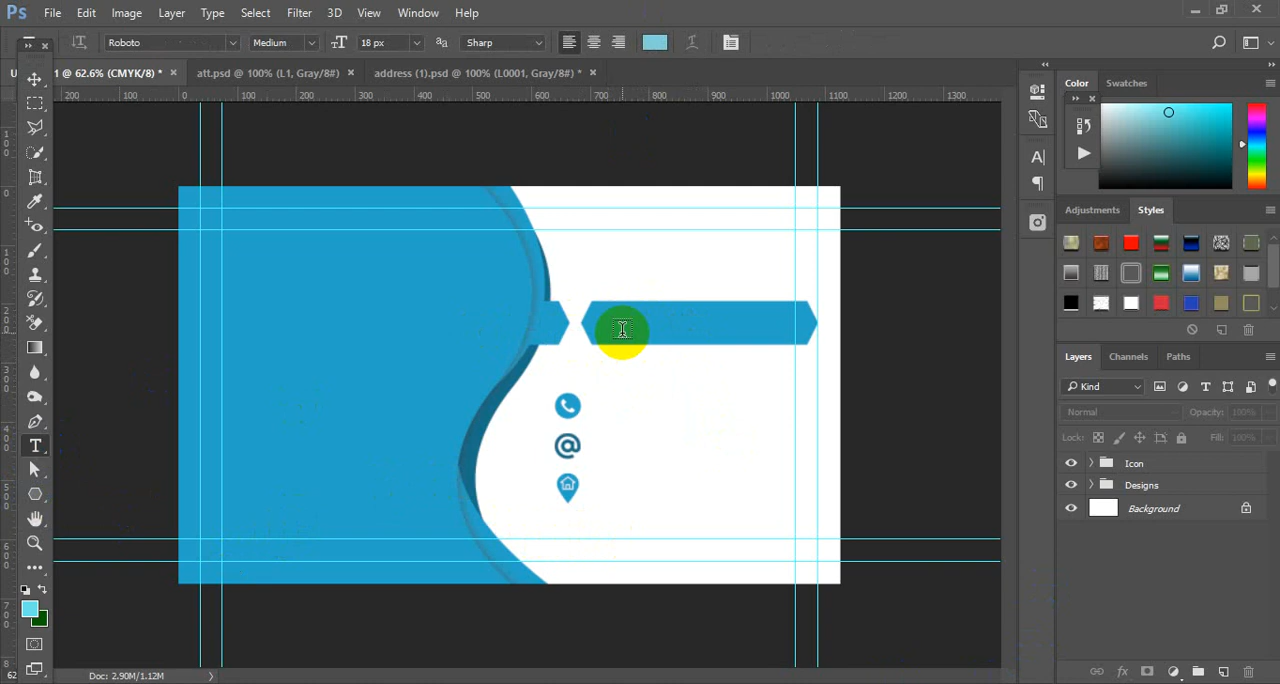 Ps File Edit Image Layer Type Select Filter 3D View Window Help
T Roboto Medium 18 px aa Sharp
1 @ 62.6% (CMYK/8) * × att.psd @ 100% (L1, Gray/8#) × address (1).psd @ 100% (L0001, Gray/8#) * ×
200 100 0 100 200 300 400 500 600 700 800 900 1000 1100 1200 1300
Color Swatches
Adjustments Styles
Layers Channels Paths
Kind
Normal Opacity: 100%
Lock: Fill: 100%
Icon
Designs
Background
62 Doc: 2.90M/1.12M